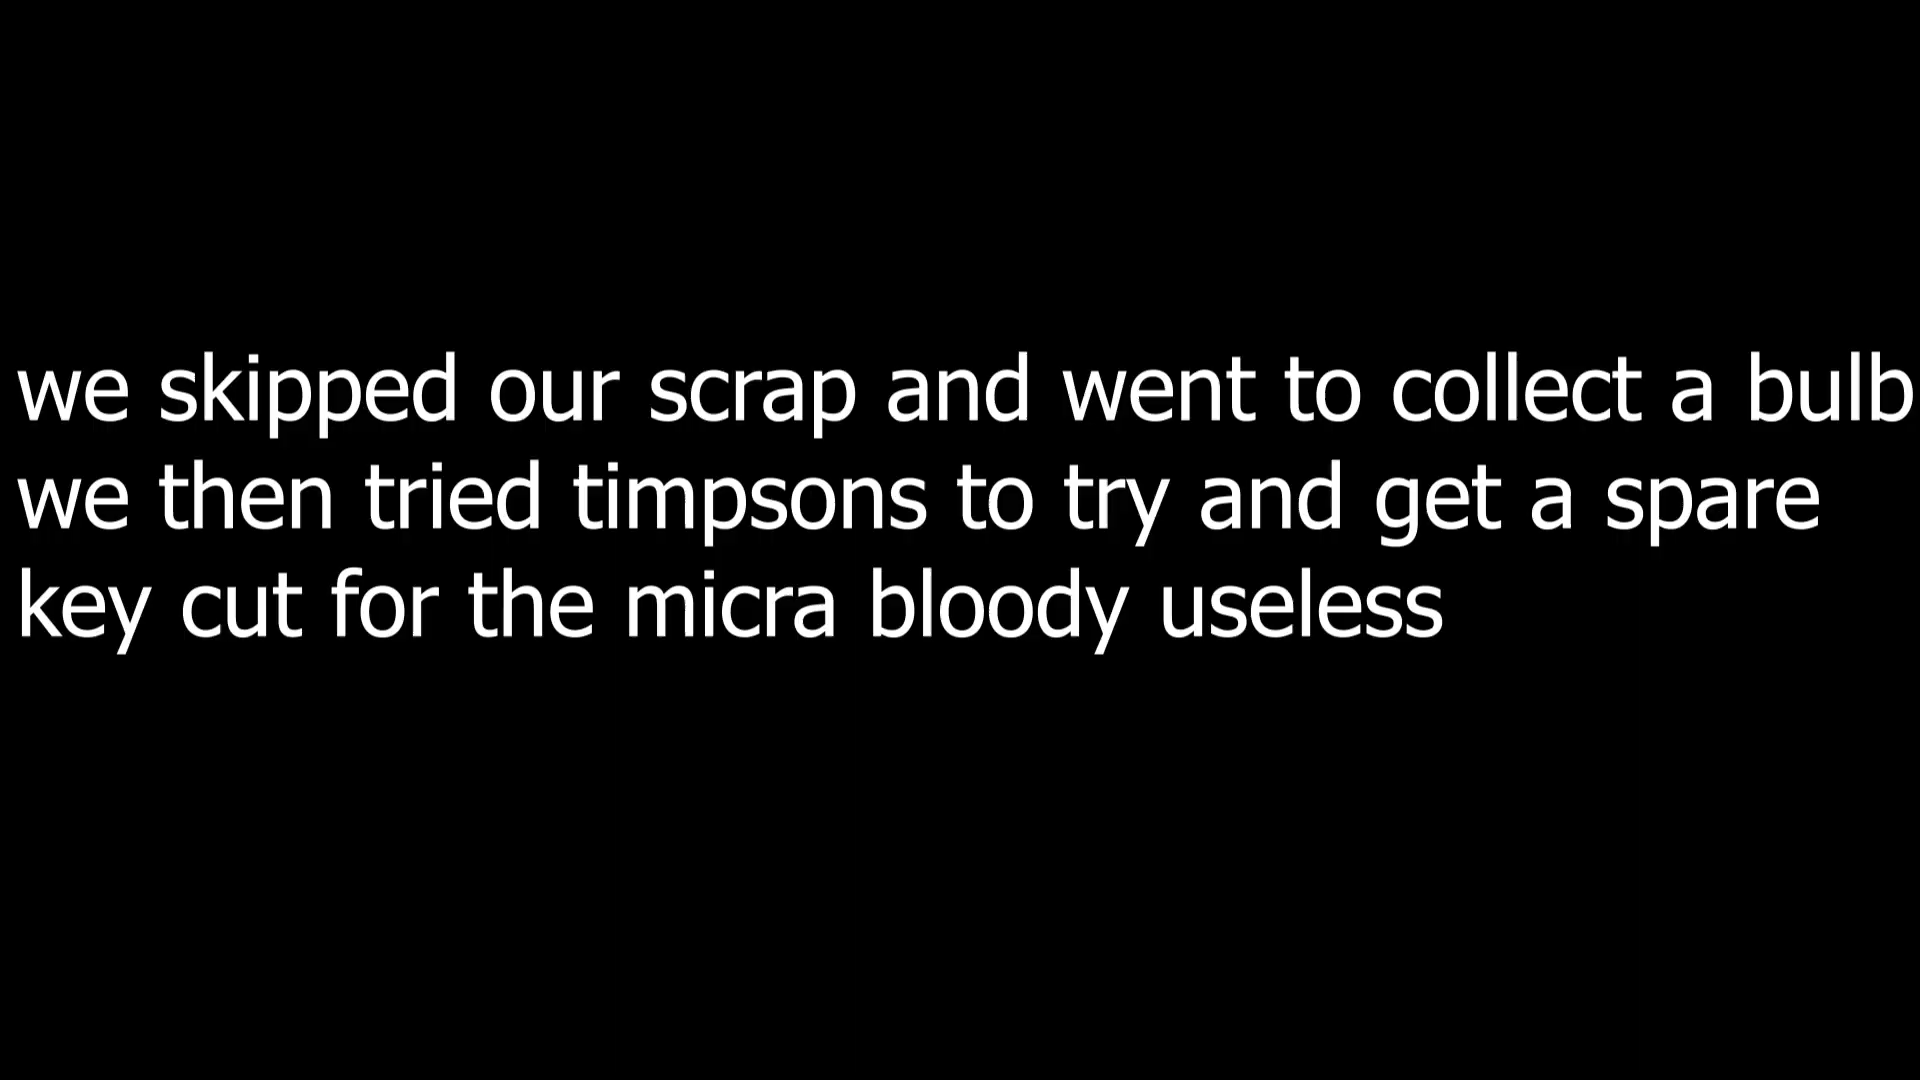 we skipped our scrap and went to collect a bulb
we then tried timpsons to try and get a spare
key cut for the micra bloody useless